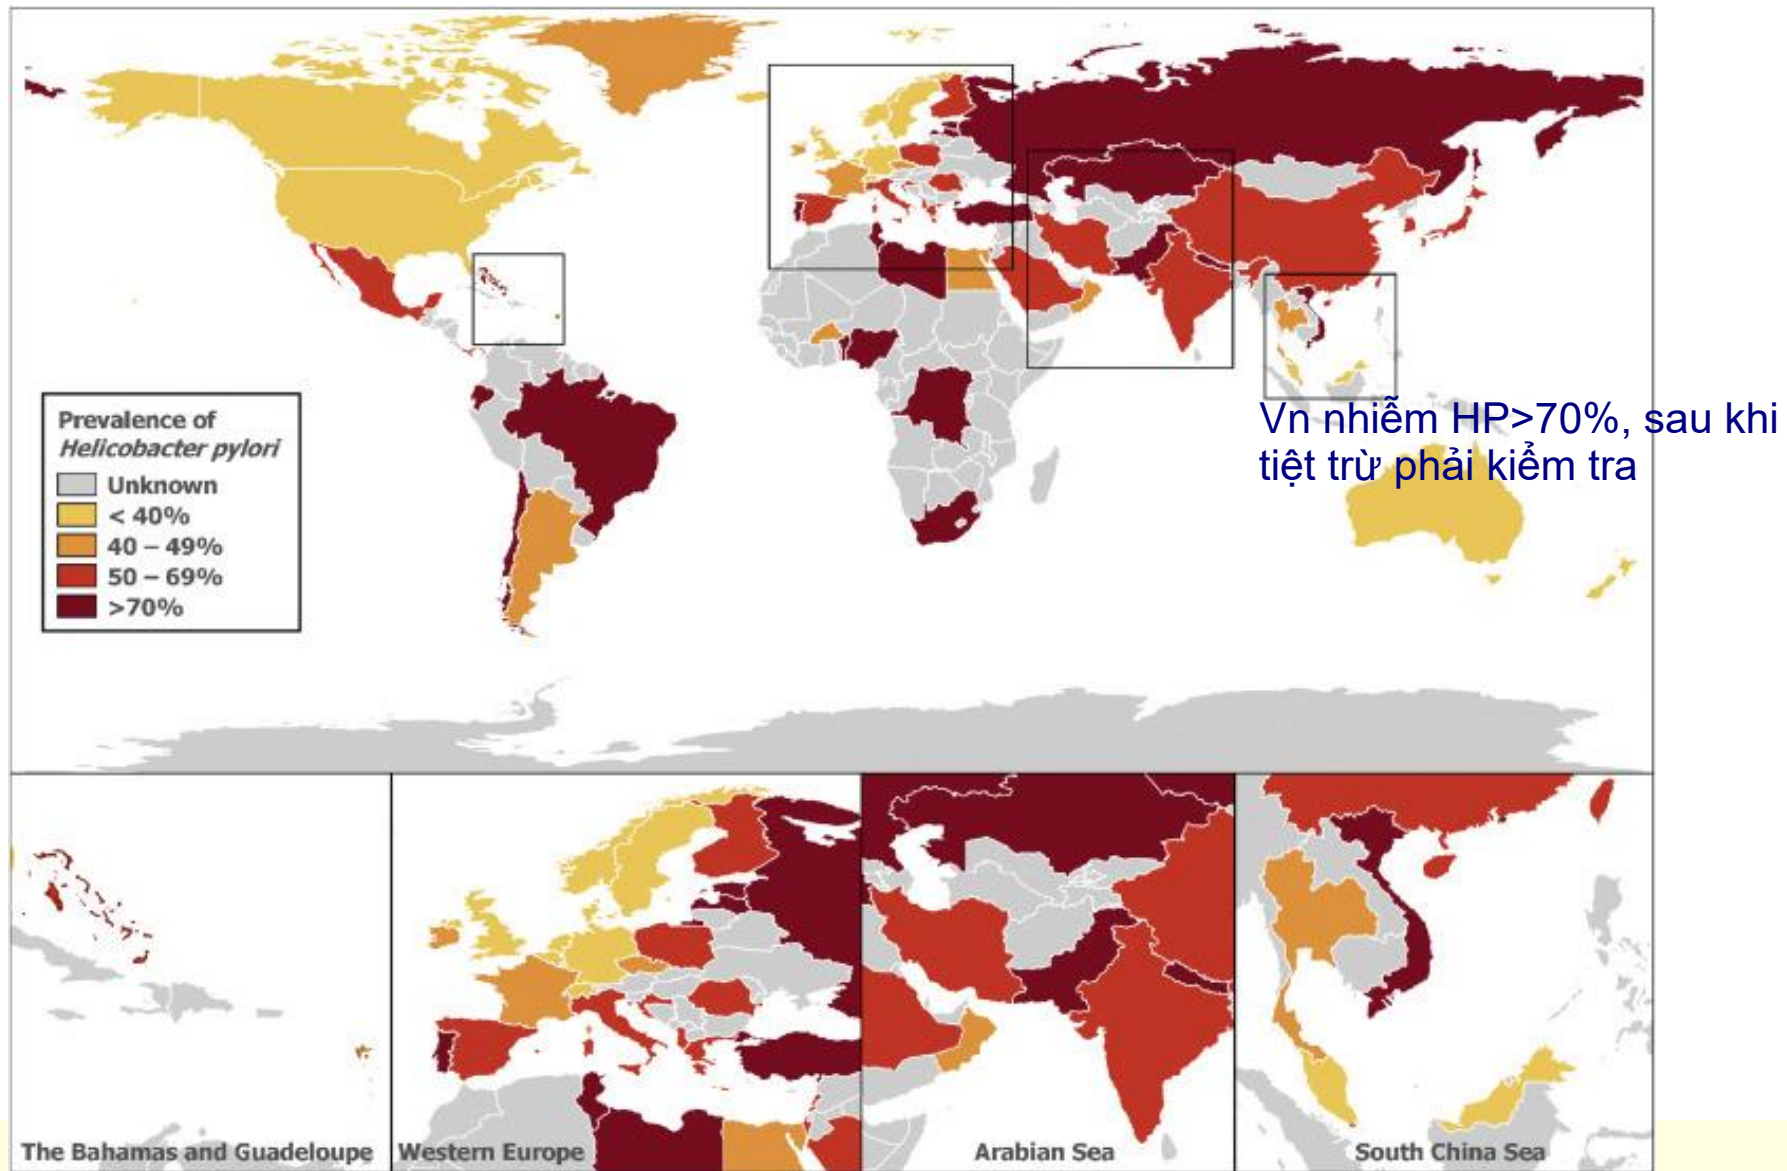 Prevalence of
Helicobacter pylori
Unknown
< 40%
40 – 49%
50 – 69%
>70%
Vn nhiễm HP>70%, sau khi
tiệt trừ phải kiểm tra
The Bahamas and Guadeloupe
Western Europe
Arabian Sea
South China Sea